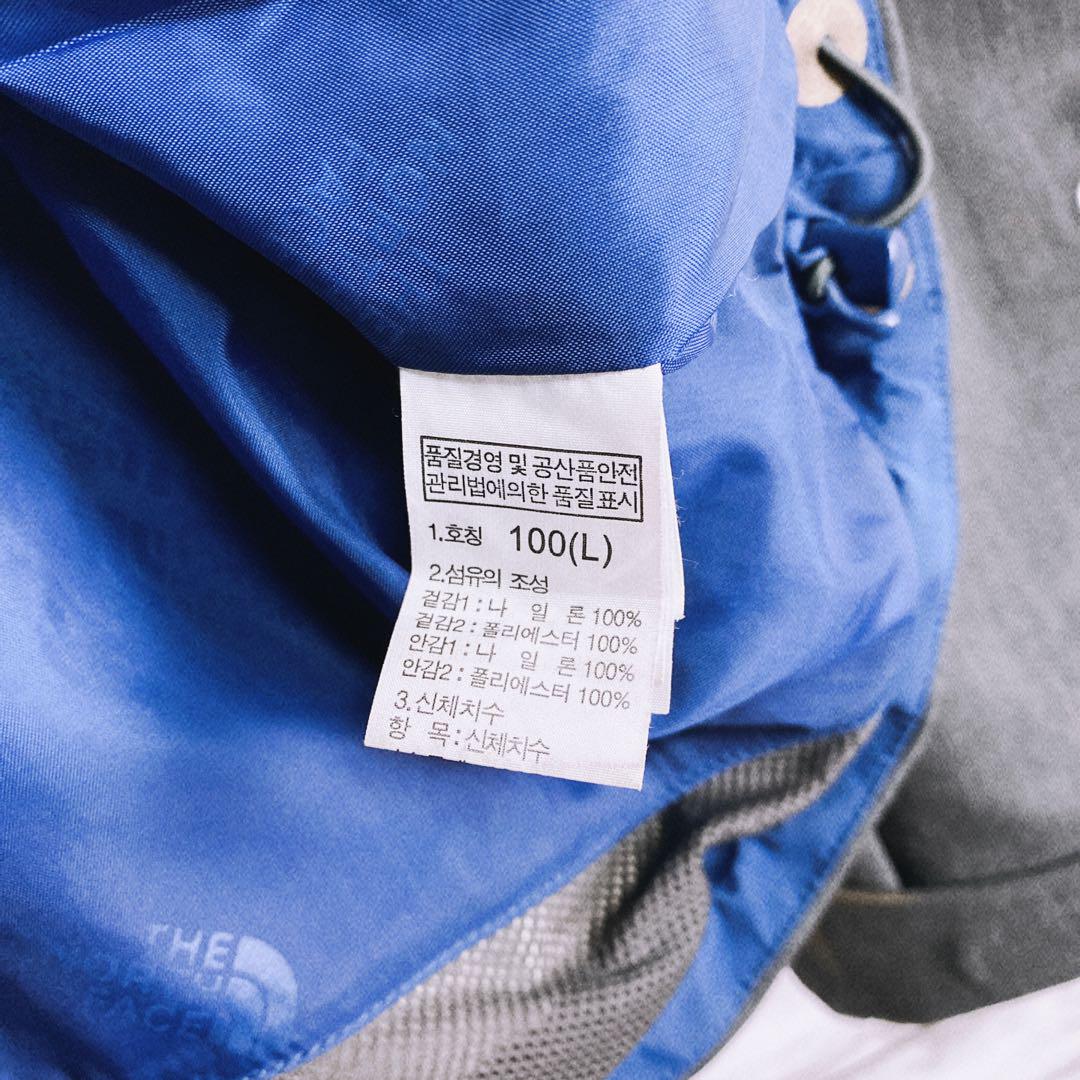 품질경영 및 공산품안전
관리법에의한 품질표시
1.호칭 100(L)
2.섬유의 조성
겉감1 : 나 일 론 100%
겉감2 : 폴리에스터 100%
안감1 : 나 일 론 100%
안감2 : 폴리에스터 100%
3.신체치수
항 목 : 신체치수
THE
NORTH
FACE